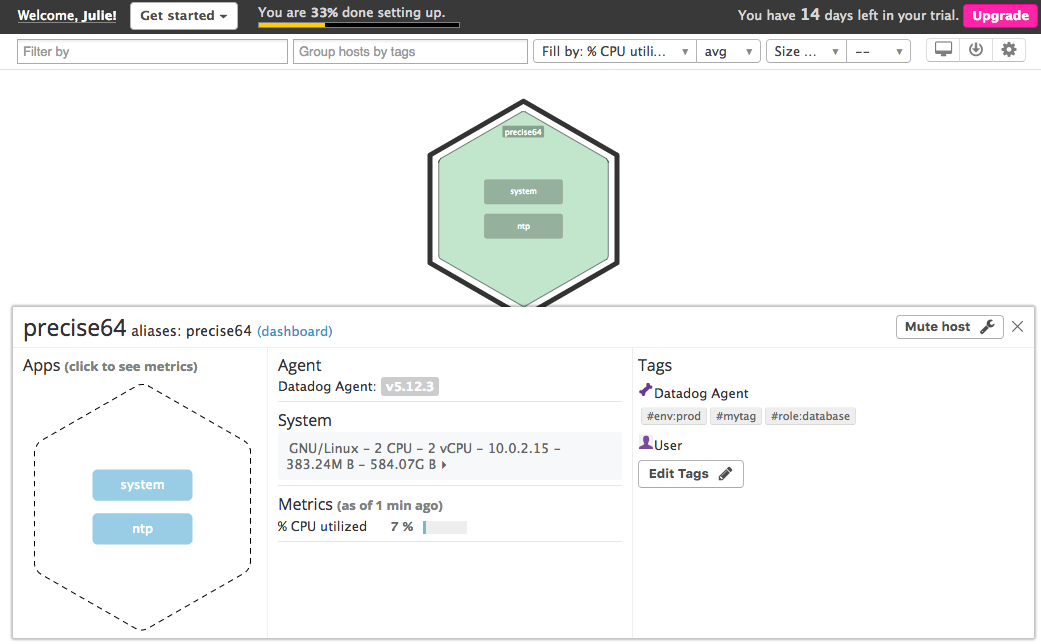 Welcome, Julie!
Get started
You are 33% done setting up.
You have 14 days left in your trial.
Upgrade
Filter by
Group hosts by tags
Fill by: % CPU utili...
avg
Size ...
--
precise64
system
ntp
precise64 aliases: precise64 (dashboard)
Mute host
Apps (click to see metrics)
system
ntp
Agent
Datadog Agent: v5.12.3
System
GNU/Linux – 2 CPU – 2 vCPU – 10.0.2.15 –
383.24M B – 584.07G B
Metrics (as of 1 min ago)
% CPU utilized 7 %
Tags
Datadog Agent
#env:prod #mytag #role:database
User
Edit Tags